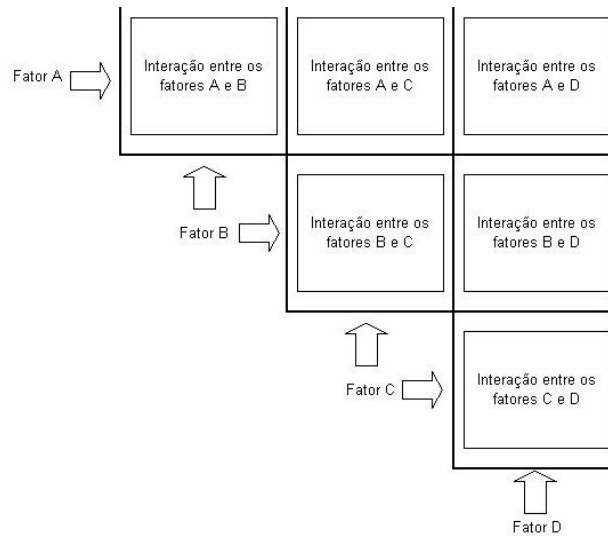 Fator A
Interação entre os
fatores A e B
Interação entre os
fatores A e C
Interação entre os
fatores A e D
Fator B
Interação entre os
fatores B e C
Interação entre os
fatores B e D
Fator C
Interação entre os
fatores C e D
Fator D